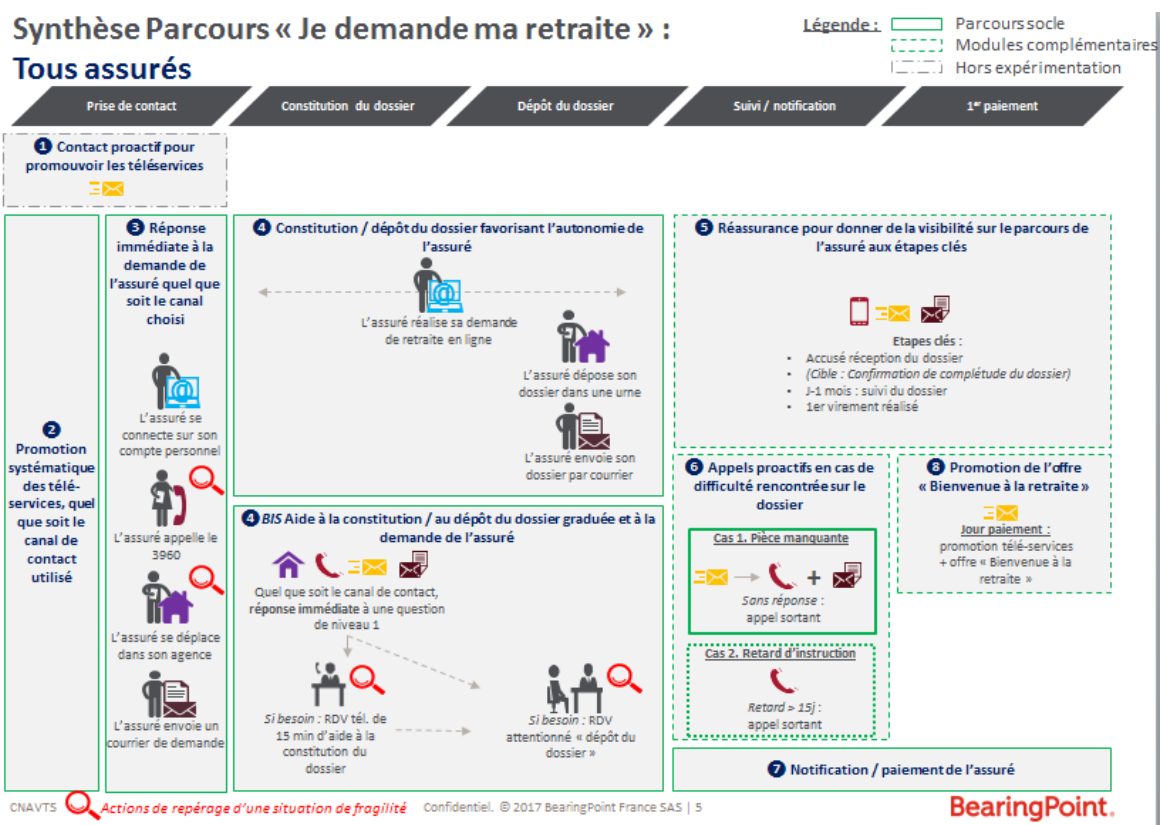 Synthèse Parcours « Je demande ma retraite » :
Tous assurés
Légende :
Parcours socle
Modules complémentaires
Hors expérimentation
Prise de contact
Constitution du dossier
Dépôt du dossier
Suivi / notification
1er paiement
1 Contact proactif pour
promouvoir les téléservices
2
Promotion
systématique
des télé-
services, quel
que soit le
canal de
contact
utilisé
3 Réponse
immédiate à la
demande de
l'assuré quel que
soit le canal
choisi
@
L'assuré se
connecte sur son
compte personnel
L'assuré appelle le
3960
L'assuré se déplace
dans son agence
L'assuré envoie un
courrier de demande
4 Constitution / dépôt du dossier favorisant l'autonomie de
l'assuré
@
L'assuré réalise sa demande
de retraite en ligne
L'assuré dépose son
dossier dans une urne
L'assuré envoie son
dossier par courrier
4 BIS Aide à la constitution / au dépôt du dossier graduée et à la
demande de l'assuré
Quel que soit le canal de contact,
réponse immédiate à une question
de niveau 1
Si besoin : RDV tél. de
15 min d'aide à la
constitution du
dossier
Si besoin : RDV
attentionné « dépôt du
dossier »
5 Réassurance pour donner de la visibilité sur le parcours de
l'assuré aux étapes clés
Etapes clés :
• Accusé réception du dossier
• (Cible : Confirmation de complétude du dossier)
• J-1 mois : suivi du dossier
• 1er virement réalisé
6 Appels proactifs en cas de
difficulté rencontrée sur le
dossier
Cas 1. Pièce manquante
+
Sans réponse :
appel sortant
Cas 2. Retard d'instruction
Retard > 15j :
appel sortant
8 Promotion de l'offre
« Bienvenue à la retraite »
Jour paiement :
promotion télé-services
+ offre « Bienvenue à la
retraite »
7 Notification / paiement de l'assuré
CNAVTS
Actions de repérage d'une situation de fragilité
Confidentiel. © 2017 BearingPoint France SAS | 5
BearingPoint.